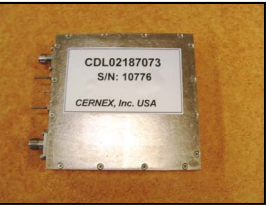 CDL02187073
S/N: 10776
CERNEX, Inc. USA